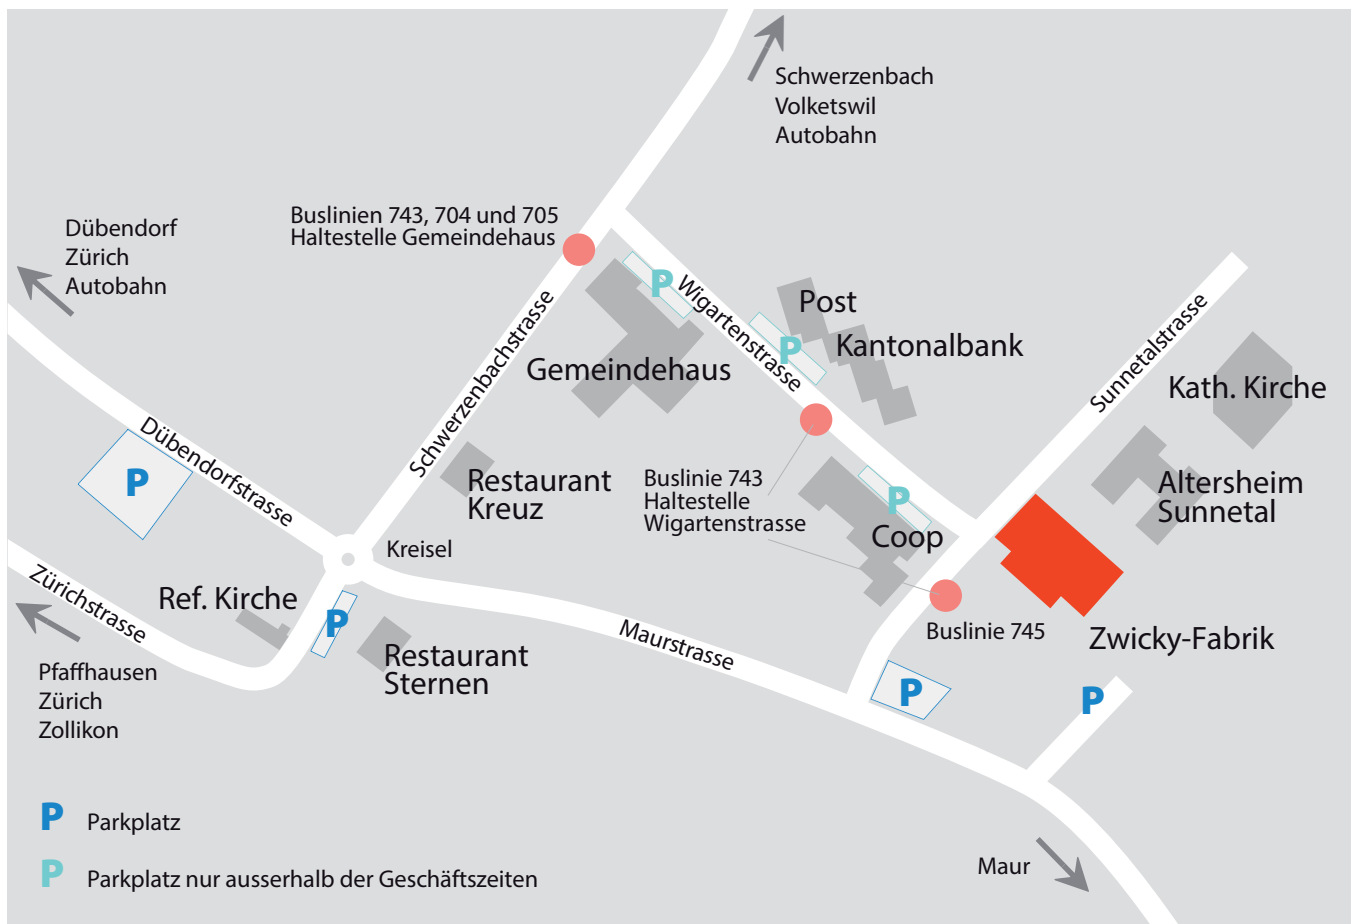 Schwerzenbach
Volketswil
Autobahn
Buslinien 743, 704 und 705
Haltestelle Gemeindehaus
Dübendorf
Zürich
Autobahn
P
Wigartenstrasse
Post
P
Kantonalbank
Sunnetalstrasse
Kath. Kirche
Gemeindehaus
Schwerzenbachstrasse
Dübendorfstrasse
P
Restaurant
Kreuz
Buslinie 743
Haltestelle
Wigartenstrasse
P
Coop
Altersheim
Sunnetal
Kreisel
Zürichstrasse
Ref. Kirche
P
Restaurant
Sternen
Maurstrasse
Buslinie 745
Zwicky-Fabrik
P
P
Pfaffhausen
Zürich
Zollikon
P Parkplatz
P Parkplatz nur ausserhalb der Geschäftszeiten
Maur